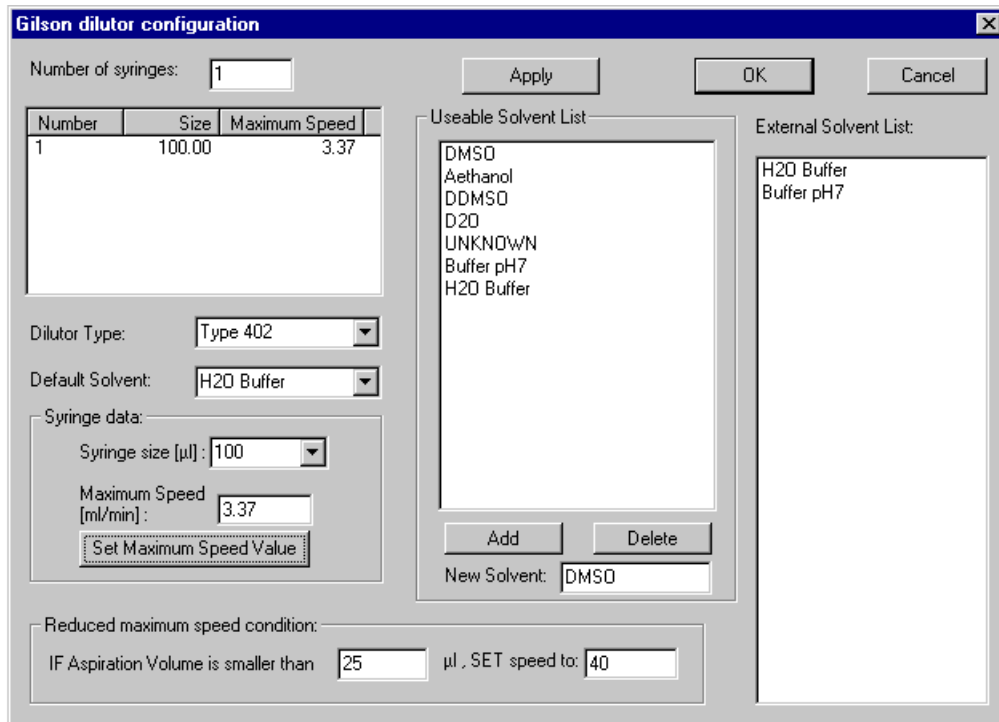 Gilson dilutor configuration
Number of syringes: 1
Apply
OK
Cancel
Number Size Maximum Speed
1 100.00 3.37
Dilutor Type: Type 402
Default Solvent: H2O Buffer
Syringe data:
Syringe size [µl] : 100
Maximum Speed
[ml/min] : 3.37
Set Maximum Speed Value
Useable Solvent List
DMSO
Aethanol
DDMSO
D2O
UNKNOWN
Buffer pH7
H2O Buffer
Add Delete
New Solvent: DMSO
External Solvent List:
H2O Buffer
Buffer pH7
Reduced maximum speed condition:
IF Aspiration Volume is smaller than 25 µl , SET speed to: 40